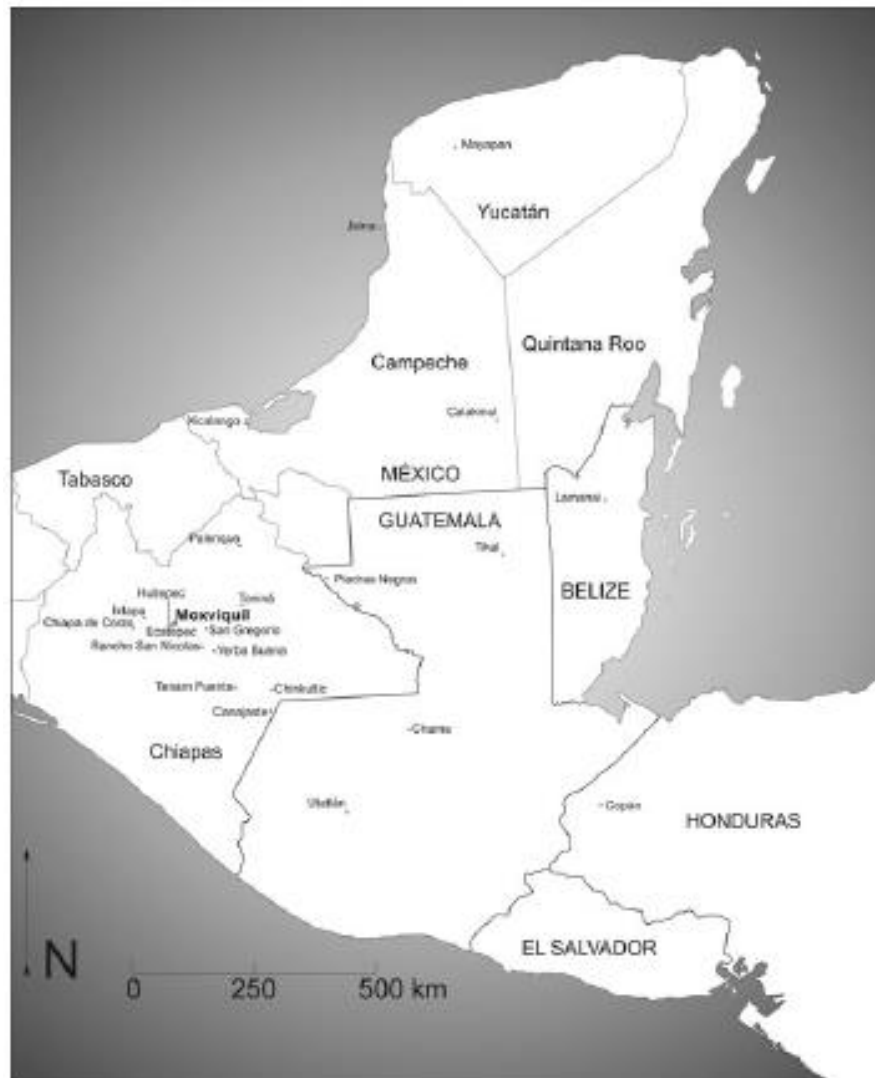 Mayapan
Yucatán
Jaina
Quintana Roo
Campeche
Calakmul
Xicalango
MÉXICO
Tabasco
Lamanai
GUATEMALA
Tikal
Palenque
Piedras Negras
BELIZE
Huitepec
Toniná
Ixtapa
Moxviquil
Chiapa de Corzo
Ecatepec
San Gregorio
Rancho San Nicolas
Yerba Buena
Tenam Puente
Chinkultic
Canajaste
Chama
Chiapas
Utatlán
Copán
HONDURAS
EL SALVADOR
N
0 250 500 km